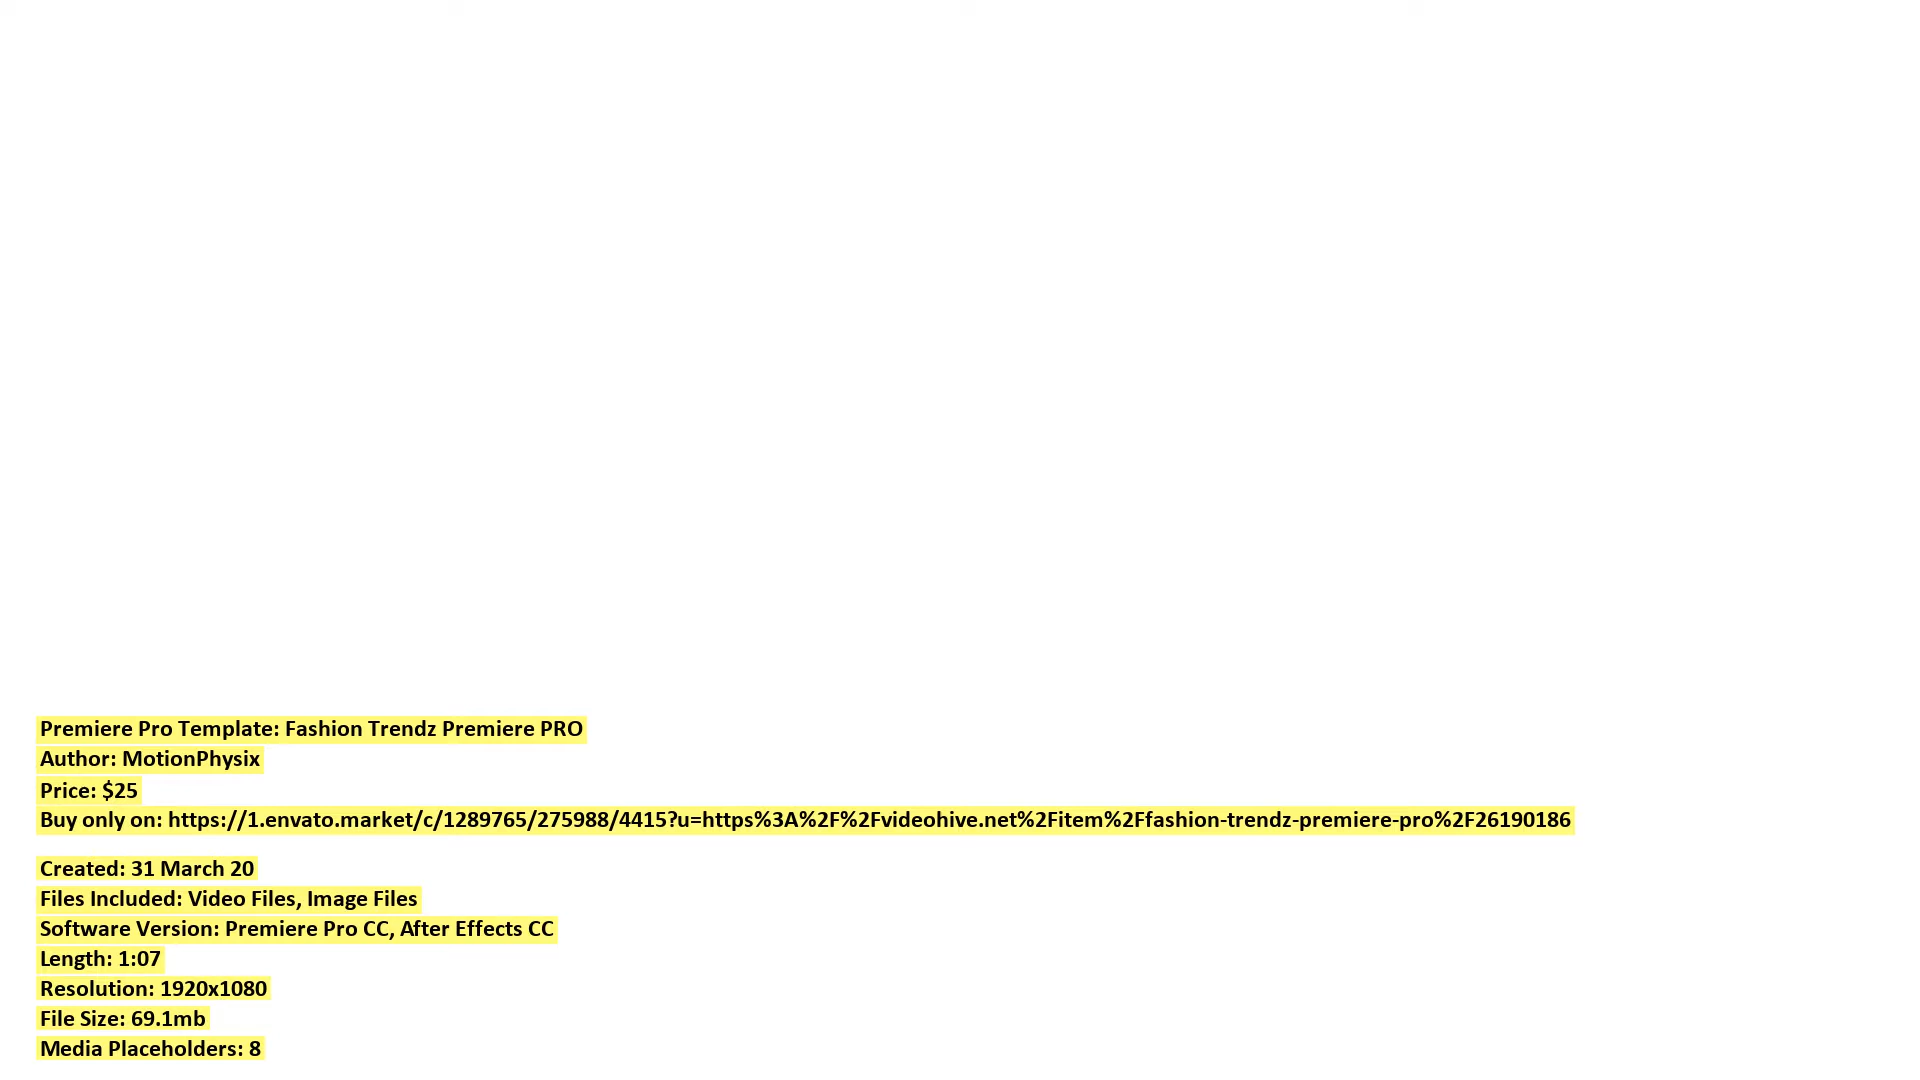 Premiere Pro Template: Fashion Trendz Premiere PRO
Author: MotionPhysix
Price: $25
Buy only on: https://1.envato.market/c/1289765/275988/4415?u=https%3A%2F%2Fvideohive.net%2Fitem%2Ffashion-trendz-premiere-pro%2F26190186
Created: 31 March 20
Files Included: Video Files, Image Files
Software Version: Premiere Pro CC, After Effects CC
Length: 1:07
Resolution: 1920x1080
File Size: 69.1mb
Media Placeholders: 8